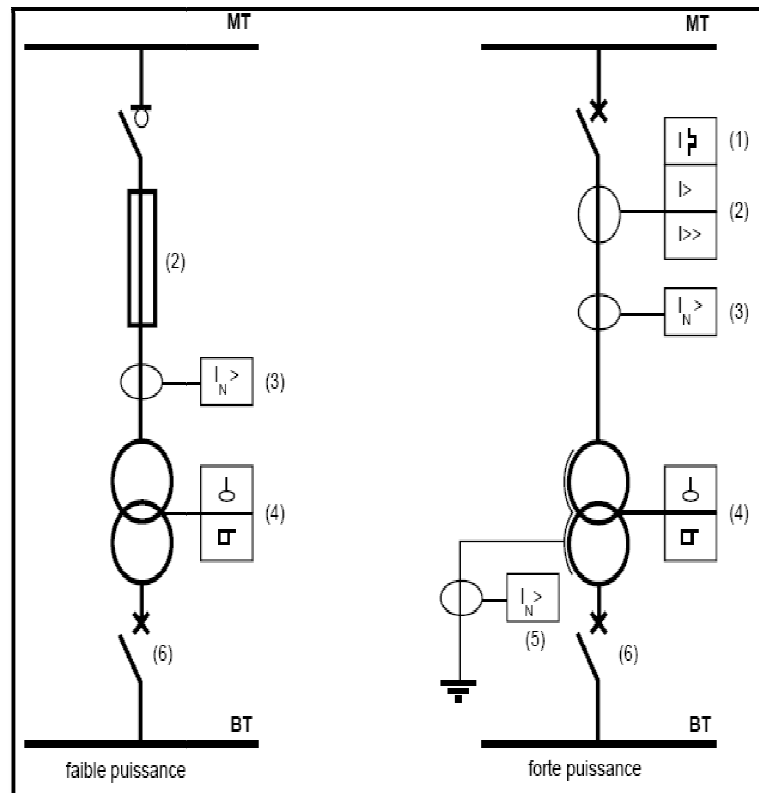 MT
(2)
I >
N
(3)
(4)
(6)
BT
faible puissance
MT
I
(1)
I>
I>>
(2)
I >
N
(3)
(4)
I >
N
(5)
(6)
BT
forte puissance